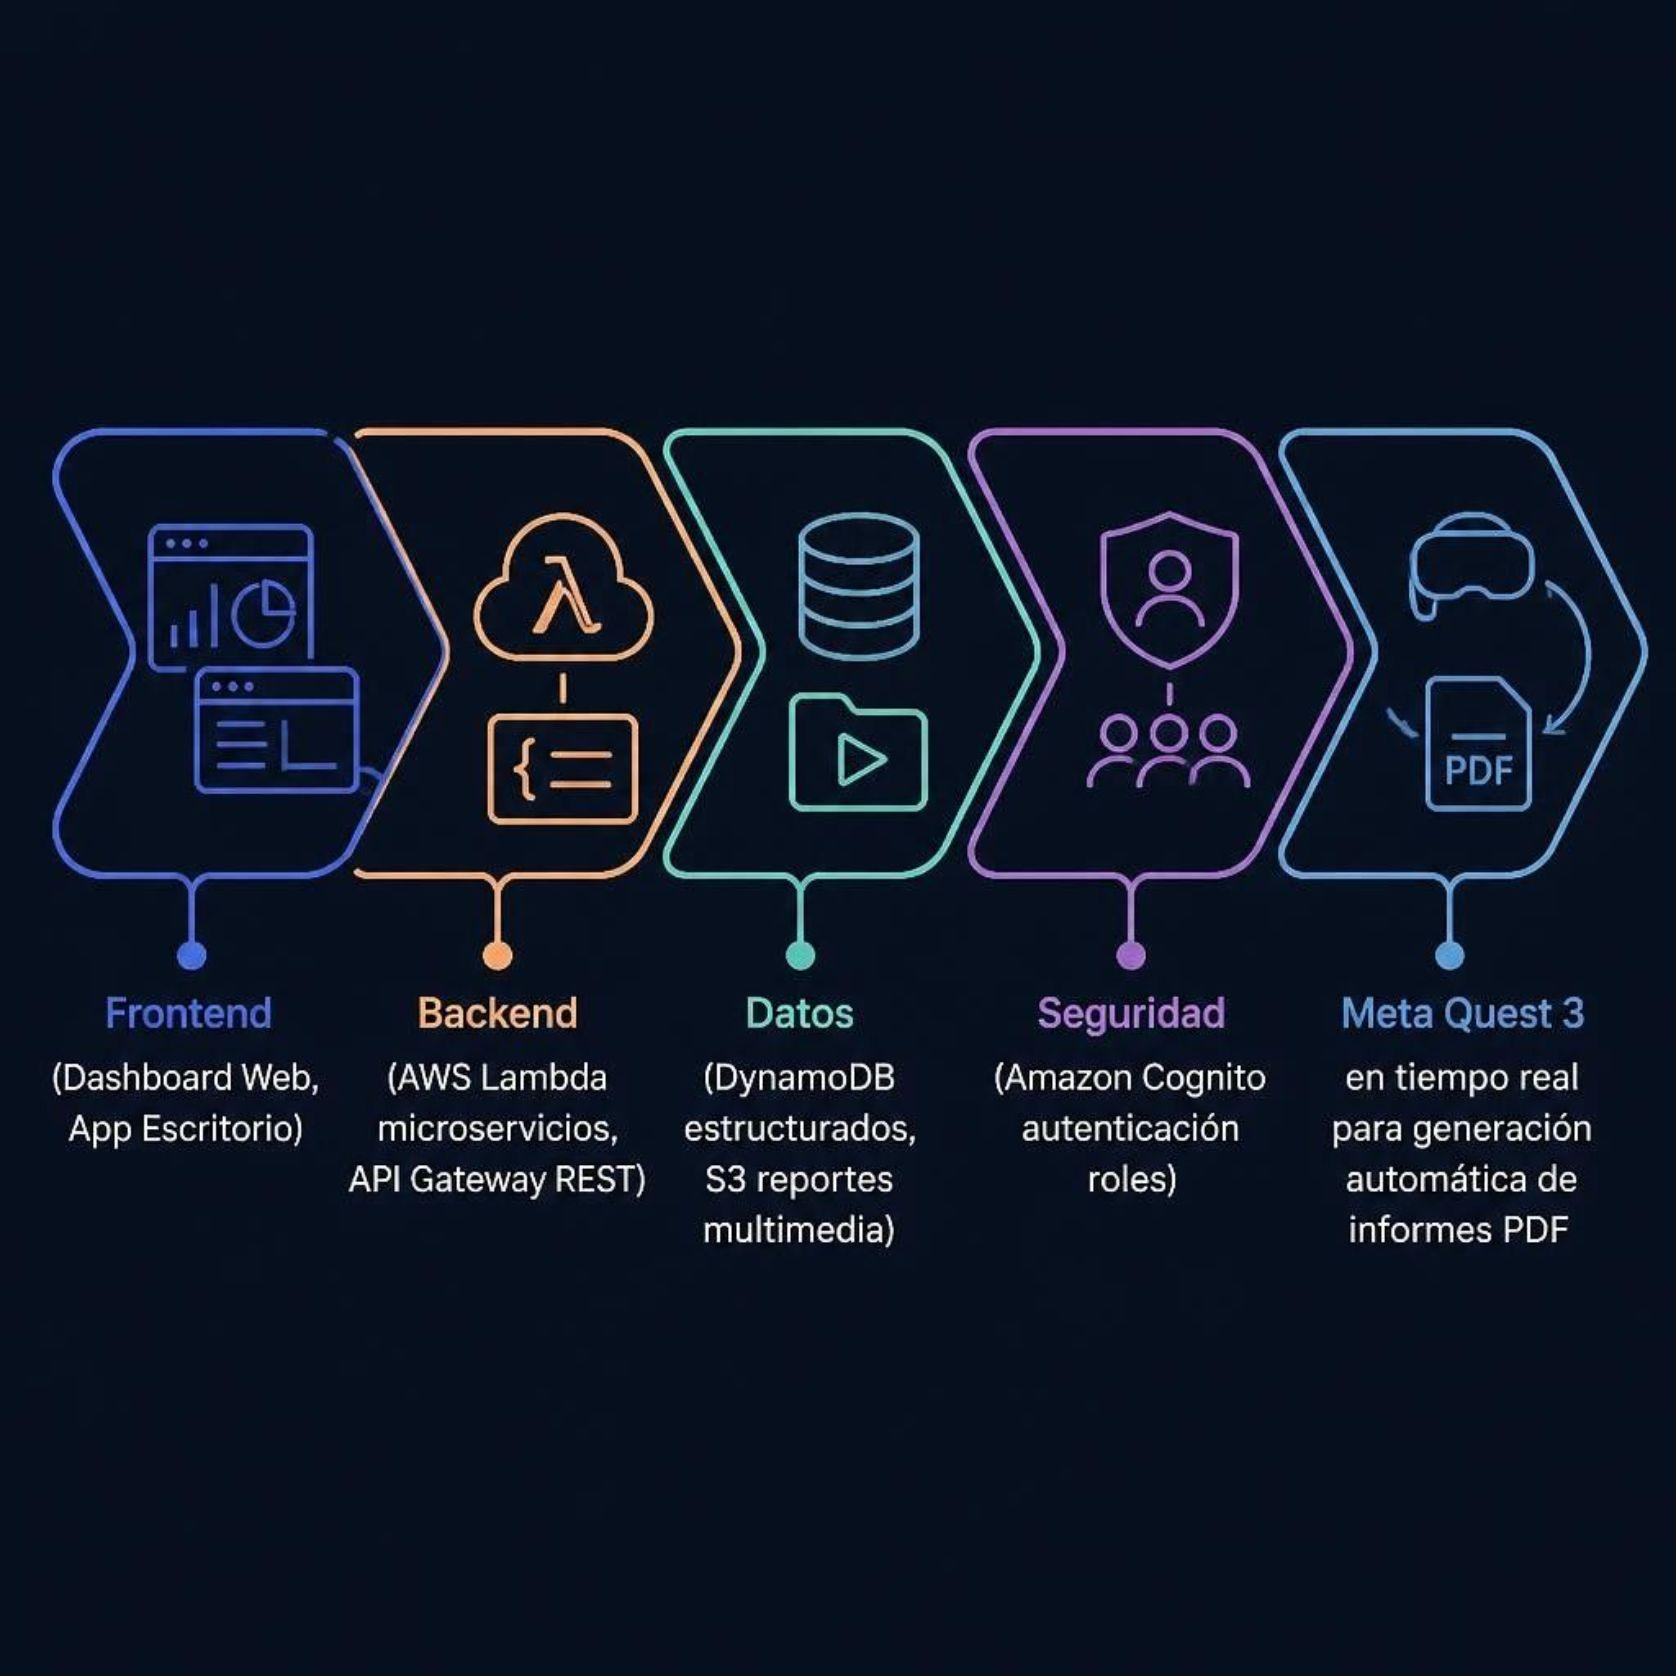 PDF
Frontend
(Dashboard Web,
App Escritorio)
Backend
(AWS Lambda
microservicios,
API Gateway REST)
Datos
(DynamoDB
estructurados,
S3 reportes
multimedia)
Seguridad
(Amazon Cognito
autenticación
roles)
Meta Quest 3
en tiempo real
para generación
automática de
informes PDF